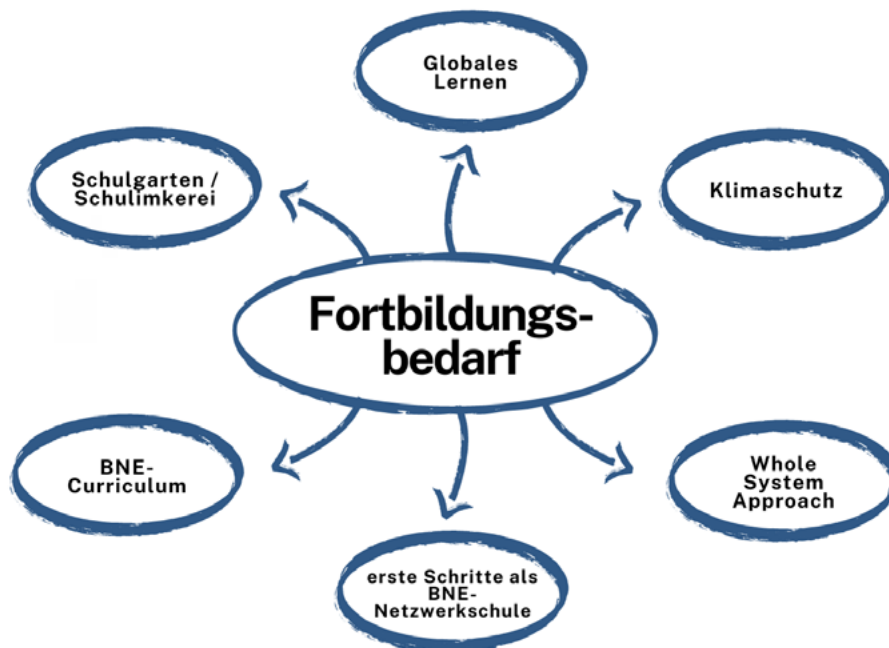 Globales
Lernen
Schulgarten /
Schulimkerei
Klimaschutz
Fortbildungs-
bedarf
BNE-
Curriculum
Whole
System
Approach
erste Schritte als
BNE-
Netzwerkschule